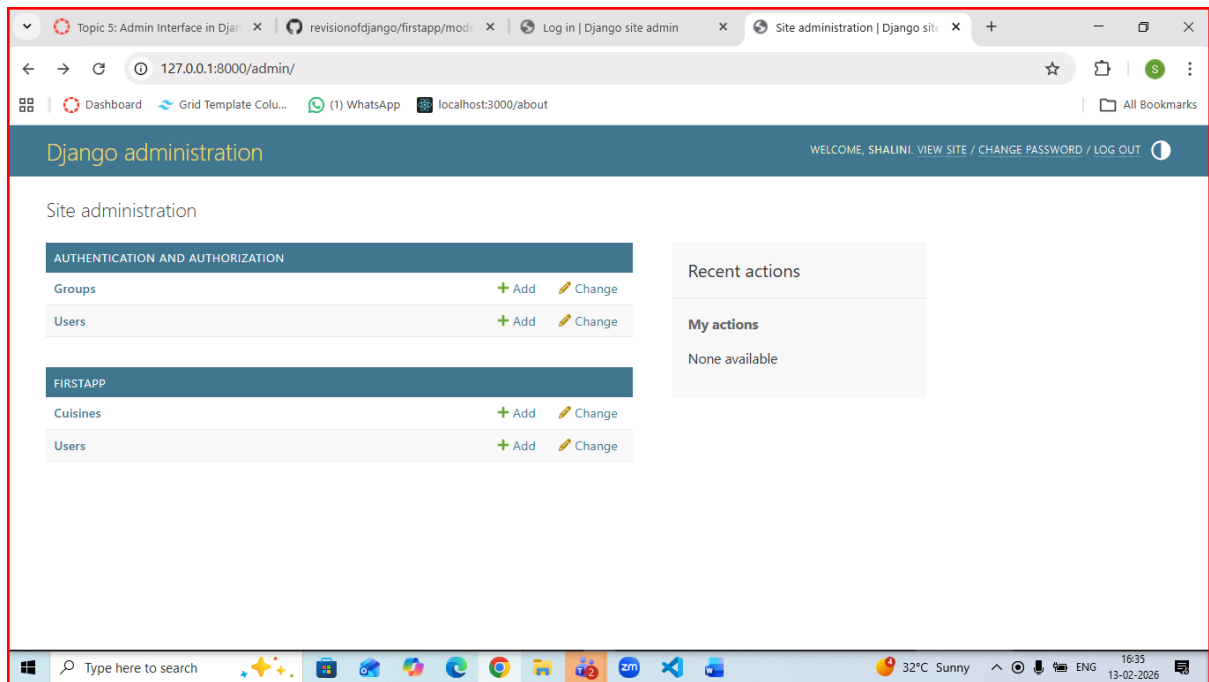 Topic 5: Admin Interface in Djan
revisionofdjango/firstapp/mode
Log in | Django site admin
Site administration | Django site
127.0.0.1:8000/admin/
S
Dashboard
Grid Template Colu...
(1) WhatsApp
localhost:3000/about
All Bookmarks
Django administration
WELCOME, SHALINI. VIEW SITE / CHANGE PASSWORD / LOG OUT
Site administration
AUTHENTICATION AND AUTHORIZATION
Groups + Add Change
Users + Add Change
Recent actions
My actions
None available
FIRSTAPP
Cuisines + Add Change
Users + Add Change
Type here to search
2
zm
4
32°C Sunny
ENG
16:35
13-02-2026